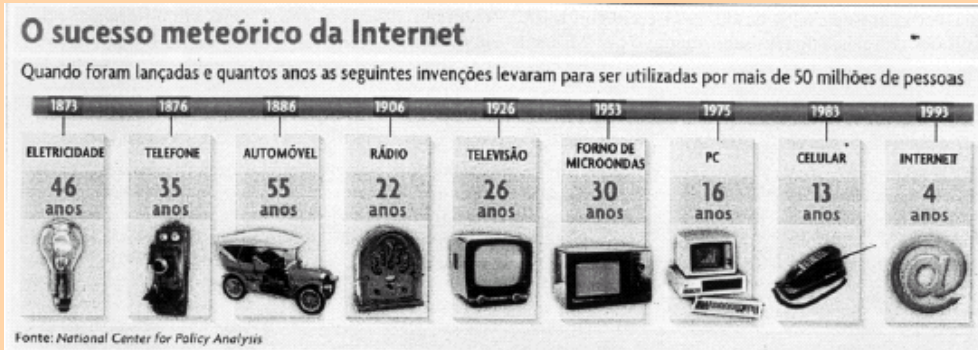 O sucesso meteórico da Internet
Quando foram lançadas e quantos anos as seguintes invenções levaram para ser utilizadas por mais de 50 milhões de pessoas
1873 1876 1886 1906 1926 1953 1975 1983 1993
ELETRICIDADE
46
anos
TELEFONE
35
anos
AUTOMÓVEL
55
anos
RÁDIO
22
anos
TELEVISÃO
26
anos
FORNO DE
MICROONDAS
30
anos
PC
16
anos
CELULAR
13
anos
INTERNET
4
anos
@
Fonte: National Center for Policy Analysis